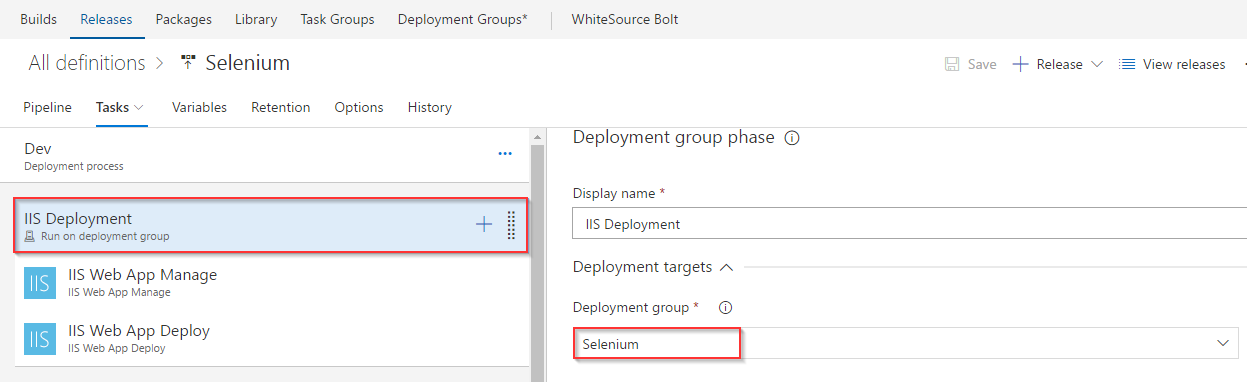 Builds Releases Packages Library Task Groups Deployment Groups* WhiteSource Bolt
All definitions > Selenium
Save + Release View releases
Pipeline Tasks Variables Retention Options History
Dev
Deployment process
...
IIS Deployment
Run on deployment group
IIS
IIS Web App Manage
IIS Web App Manage
IIS
IIS Web App Deploy
IIS Web App Deploy
Deployment group phase
Display name *
IIS Deployment
Deployment targets
Deployment group *
Selenium